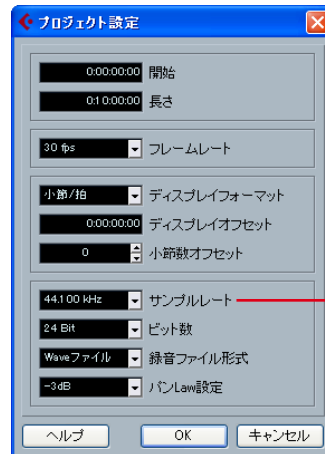 プロジェクト設定
0:00:00:00 開始
0:10:00:00 長さ
30 fps フレームレート
小節/拍 ディスプレイフォーマット
0:00:00:00 ディスプレイオフセット
0 小節数オフセット
44.100 kHz サンプルレート
24 Bit ビット数
Waveファイル 録音ファイル形式
-3dB パンLaw設定
ヘルプ OK キャンセル